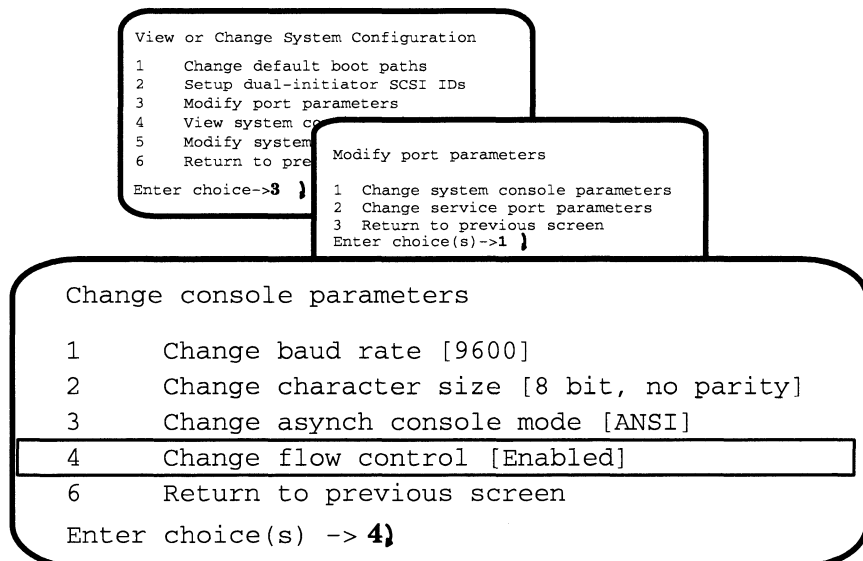 View or Change System Configuration
1 Change default boot paths
2 Setup dual-initiator SCSI IDs
3 Modify port parameters
4 View system co
5 Modify system
6 Return to pre
Enter choice->3
Modify port parameters
1 Change system console parameters
2 Change service port parameters
3 Return to previous screen
Enter choice(s)->1
Change console parameters
1 Change baud rate [9600]
2 Change character size [8 bit, no parity]
3 Change asynch console mode [ANSI]
4 Change flow control [Enabled]
6 Return to previous screen
Enter choice(s) -> 4